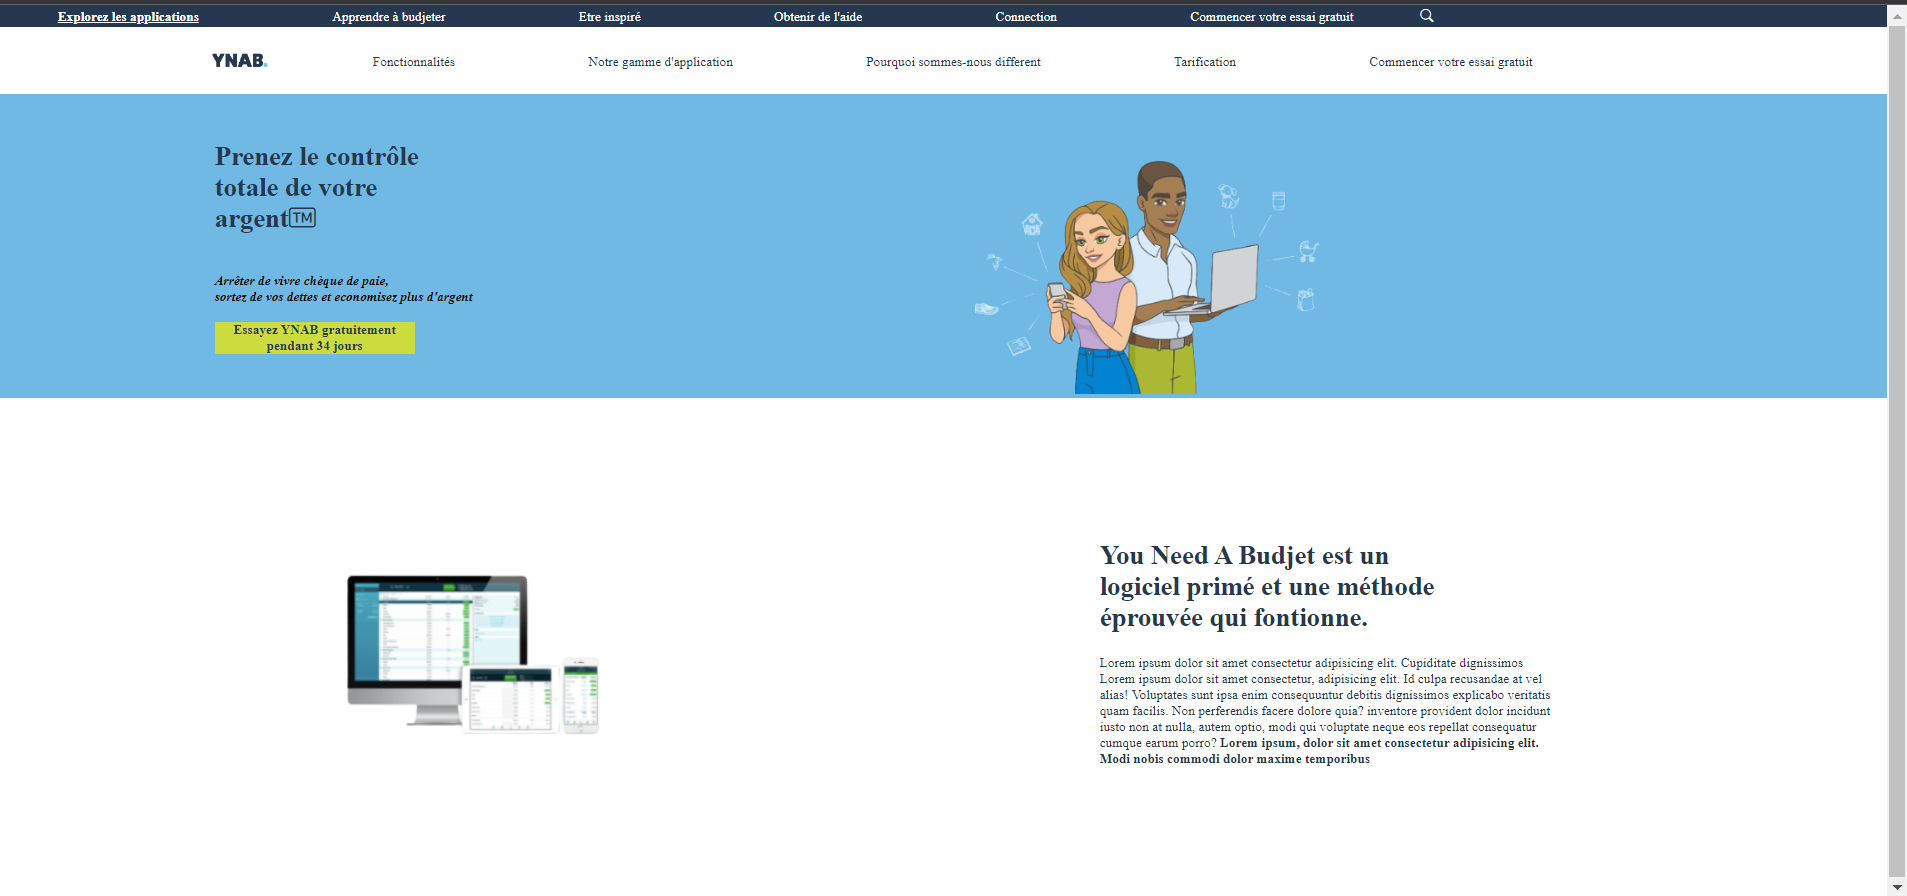 Explorez les applications Apprendre à budjeter Etre inspiré Obtenir de l'aide Connection Commencer votre essai gratuit
YNAB. Fonctionnalités Notre gamme d'application Pourquoi sommes-nous different Tarification Commencer votre essai gratuit
Prenez le contrôle
totale de votre
argent™
Arrêter de vivre chèque de paie,
sortez de vos dettes et economisez plus d'argent
Essayez YNAB gratuitement
pendant 34 jours
You Need A Budjet est un
logiciel primé et une méthode
éprouvée qui fontionne.
Lorem ipsum dolor sit amet consectetur adipisicing elit. Cupiditate dignissimos
Lorem ipsum dolor sit amet consectetur, adipisicing elit. Id culpa recusandae at vel
alias! Voluptates sunt ipsa enim consequuntur debitis dignissimos explicabo veritatis
quam facilis. Non perferendis facere dolore quia? inventore provident dolor incidunt
iusto non at nulla, autem optio, modi qui voluptate neque eos repellat consequatur
cumque earum porro? Lorem ipsum, dolor sit amet consectetur adipisicing elit.
Modi nobis commodi dolor maxime temporibus